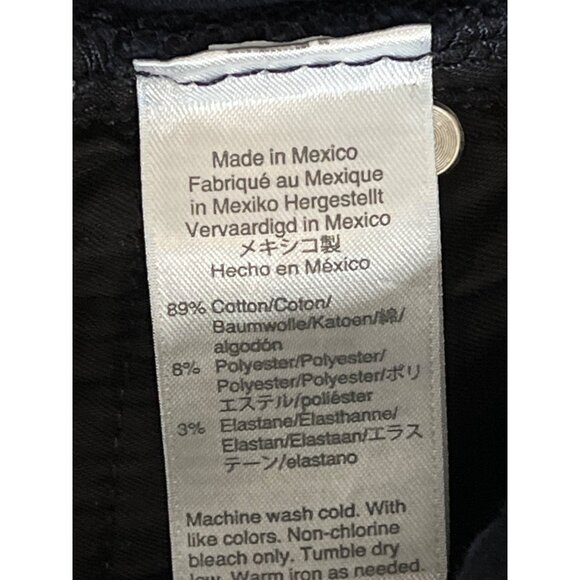 Made in Mexico
Fabriqué au Mexique
in Mexiko Hergestellt
Vervaardigd in Mexico
メキシコ製
Hecho en México
89% Cotton/Coton/
Baumwolle/Katoen/綿/
algodón
8% Polyester/Polyester/
Polyester/Polyester/ポリ
エステル/poliéster
3% Elastane/Élasthanne/
Elastan/Elastaan/エラス
テーン/elastano
Machine wash cold. With
like colors. Non-chlorine
bleach only. Tumble dry
low. Warm iron as needed.